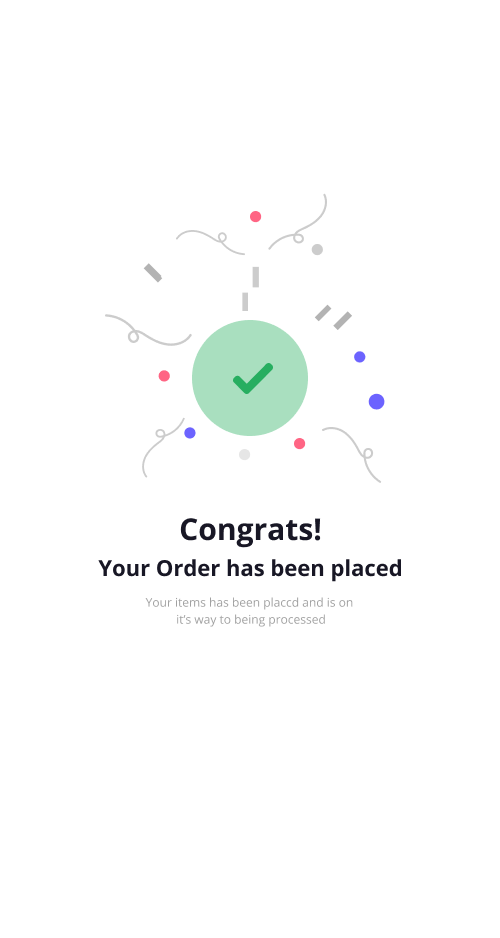 Congrats!
Your Order has been placed
Your items has been placcd and is on
it’s way to being processed